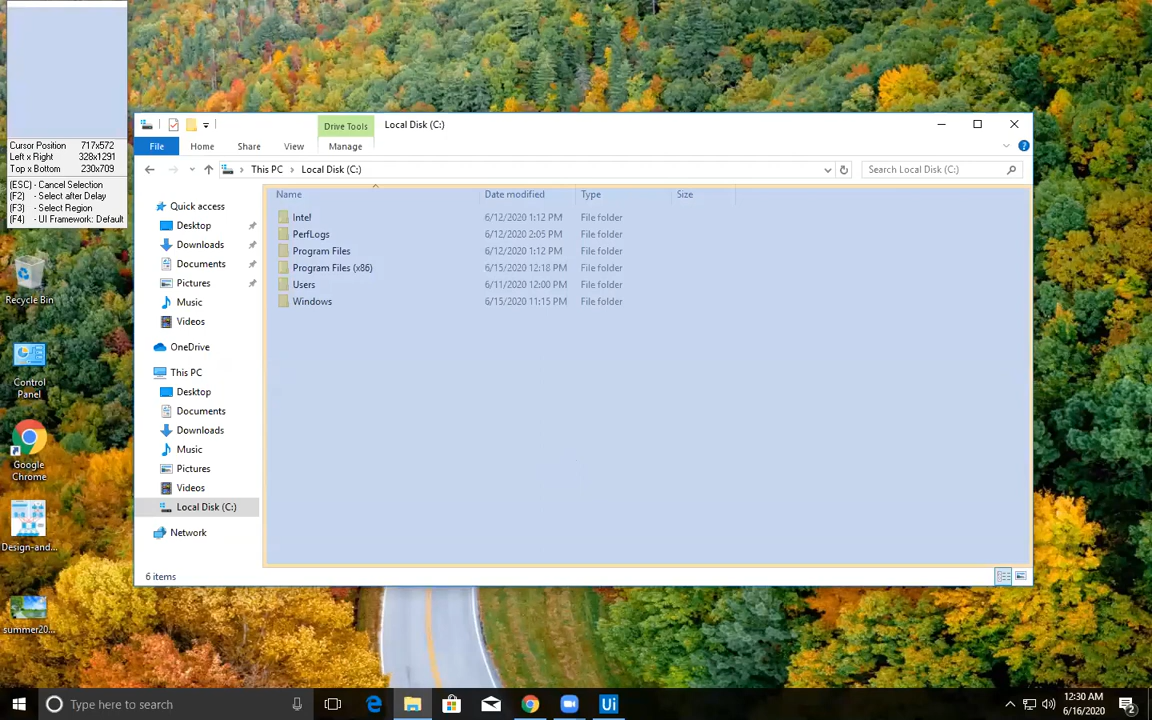 Cursor Position 717x572
Left x Right 328x1291
Top x Bottom 230x709
(ESC) - Cancel Selection
(F2) - Select after Delay
(F3) - Select Region
(F4) - UI Framework: Default
Recycle Bin
Control
Panel
Google
Chrome
Design-and...
summer20...
Drive Tools
Local Disk (C:)
File
Home
Share
View
Manage
This PC
Local Disk (C:)
Search Local Disk (C:)
Quick access
Desktop
Downloads
Documents
Pictures
Music
Videos
OneDrive
This PC
Desktop
Documents
Downloads
Music
Pictures
Videos
Local Disk (C:)
Network
Name Date modified Type Size
Intel 6/12/2020 1:12 PM File folder
PerfLogs 6/12/2020 2:05 PM File folder
Program Files 6/12/2020 1:12 PM File folder
Program Files (x86) 6/15/2020 12:18 PM File folder
Users 6/11/2020 12:00 PM File folder
Windows 6/15/2020 11:15 PM File folder
6 items
Type here to search
Ui
12:30 AM
6/16/2020
2